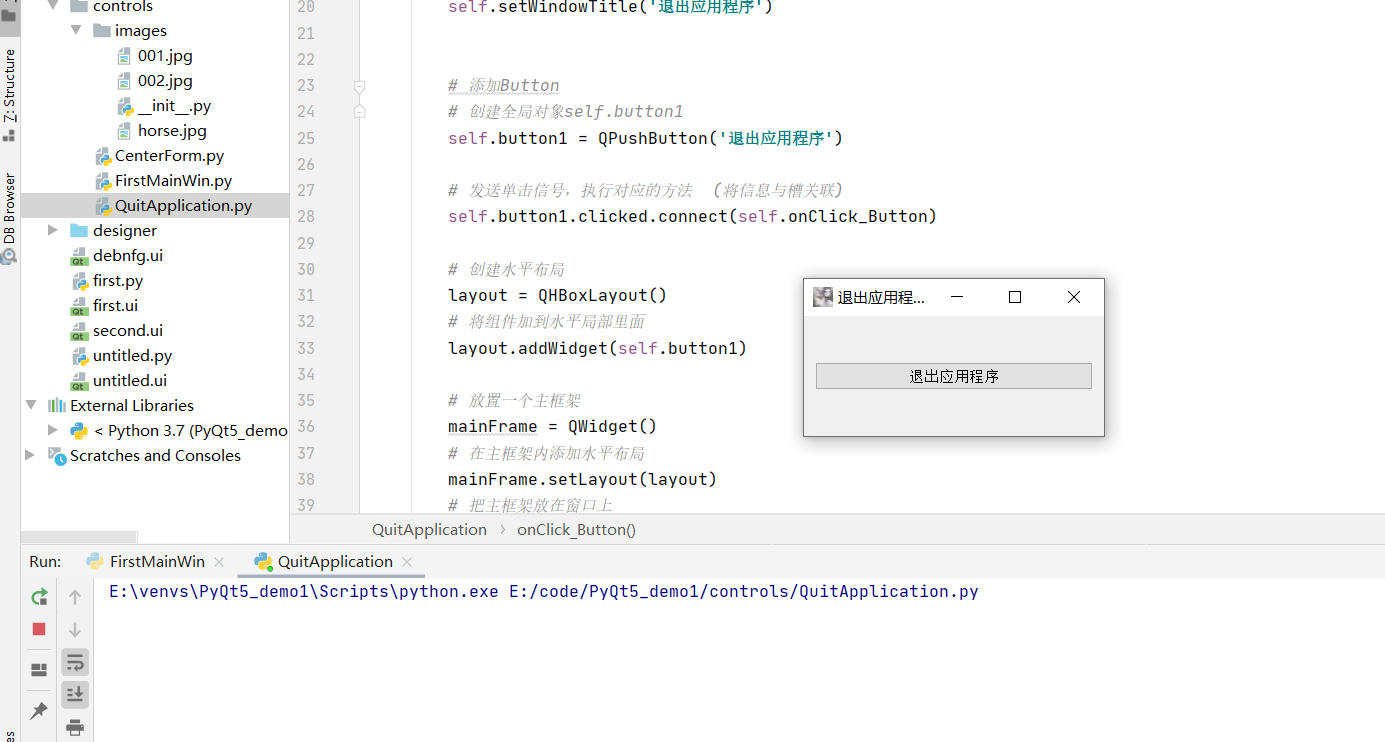 controls
images
001.jpg
002.jpg
__init__.py
horse.jpg
CenterForm.py
FirstMainWin.py
QuitApplication.py
designer
debnfg.ui
first.py
first.ui
second.ui
untitled.py
untitled.ui
External Libraries
< Python 3.7 (PyQt5_demo
Scratches and Consoles
Z: Structure
DB Browser
20 self.setWindowTitle('退出应用程序')
21
22
23 # 添加Button
24 # 创建全局对象self.button1
25 self.button1 = QPushButton('退出应用程序')
26
27 # 发送单击信号，执行对应的方法 (将信息与槽关联)
28 self.button1.clicked.connect(self.onClick_Button)
29
30 # 创建水平布局
31 layout = QHBoxLayout()
32 # 将组件加到水平局部里面
33 layout.addWidget(self.button1)
34
35 # 放置一个主框架
36 mainFrame = QWidget()
37 # 在主框架内添加水平布局
38 mainFrame.setLayout(layout)
39 # 把主框架放在窗口上
退出应用程...
退出应用程序
QuitApplication › onClick_Button()
Run: FirstMainWin × QuitApplication ×
E:\venvs\PyQt5_demo1\Scripts\python.exe E:/code/PyQt5_demo1/controls/QuitApplication.py